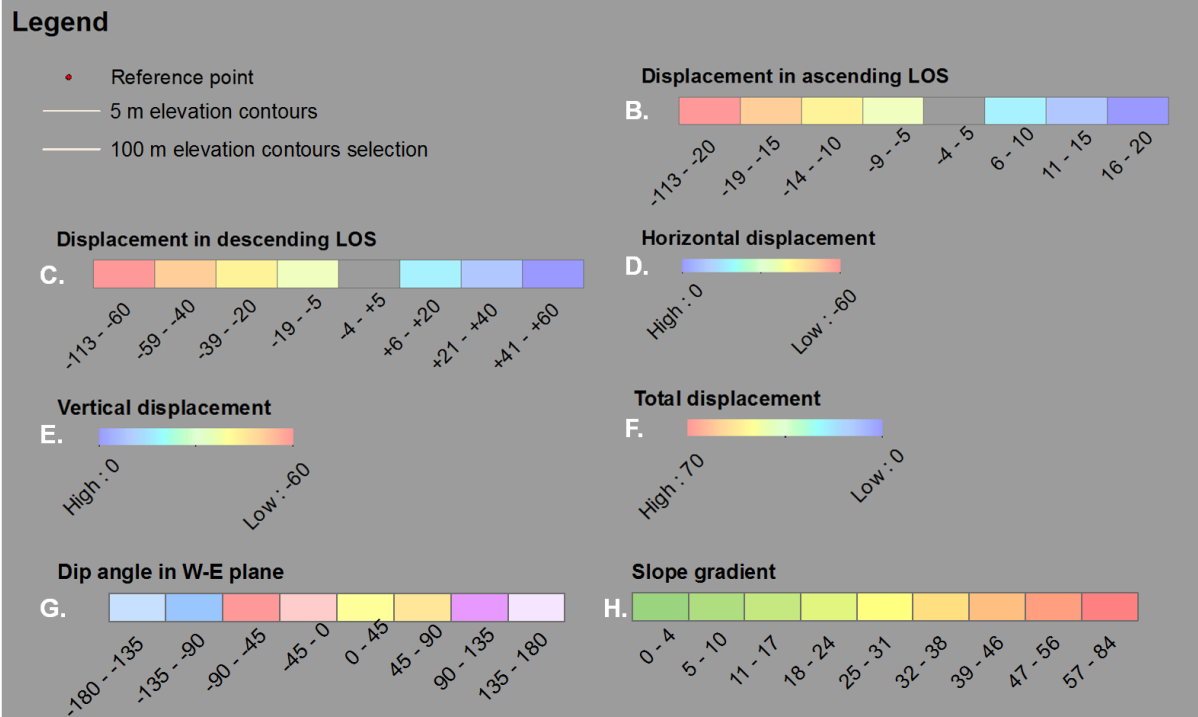 Legend
Reference point
5 m elevation contours
100 m elevation contours selection
Displacement in ascending LOS
B.
-113 - -20
-19 - -15
-14 - -10
-9 - -5
-4 - 5
6 - 10
11 - 15
16 - 20
Displacement in descending LOS
C.
-113 - -60
-59 - -40
-39 - -20
-19 - -5
-4 - +5
+6 - +20
+21 - +40
+41 - +60
Horizontal displacement
D.
High : 0
Low : -60
Vertical displacement
E.
High : 0
Low : -60
Total displacement
F.
High : 70
Low : 0
Dip angle in W-E plane
G.
-180 - -135
-135 - -90
-90 - -45
-45 - 0
0 - 45
45 - 90
90 - 135
135 - 180
Slope gradient
H.
0 - 4
5 - 10
11 - 17
18 - 24
25 - 31
32 - 38
39 - 46
47 - 56
57 - 84